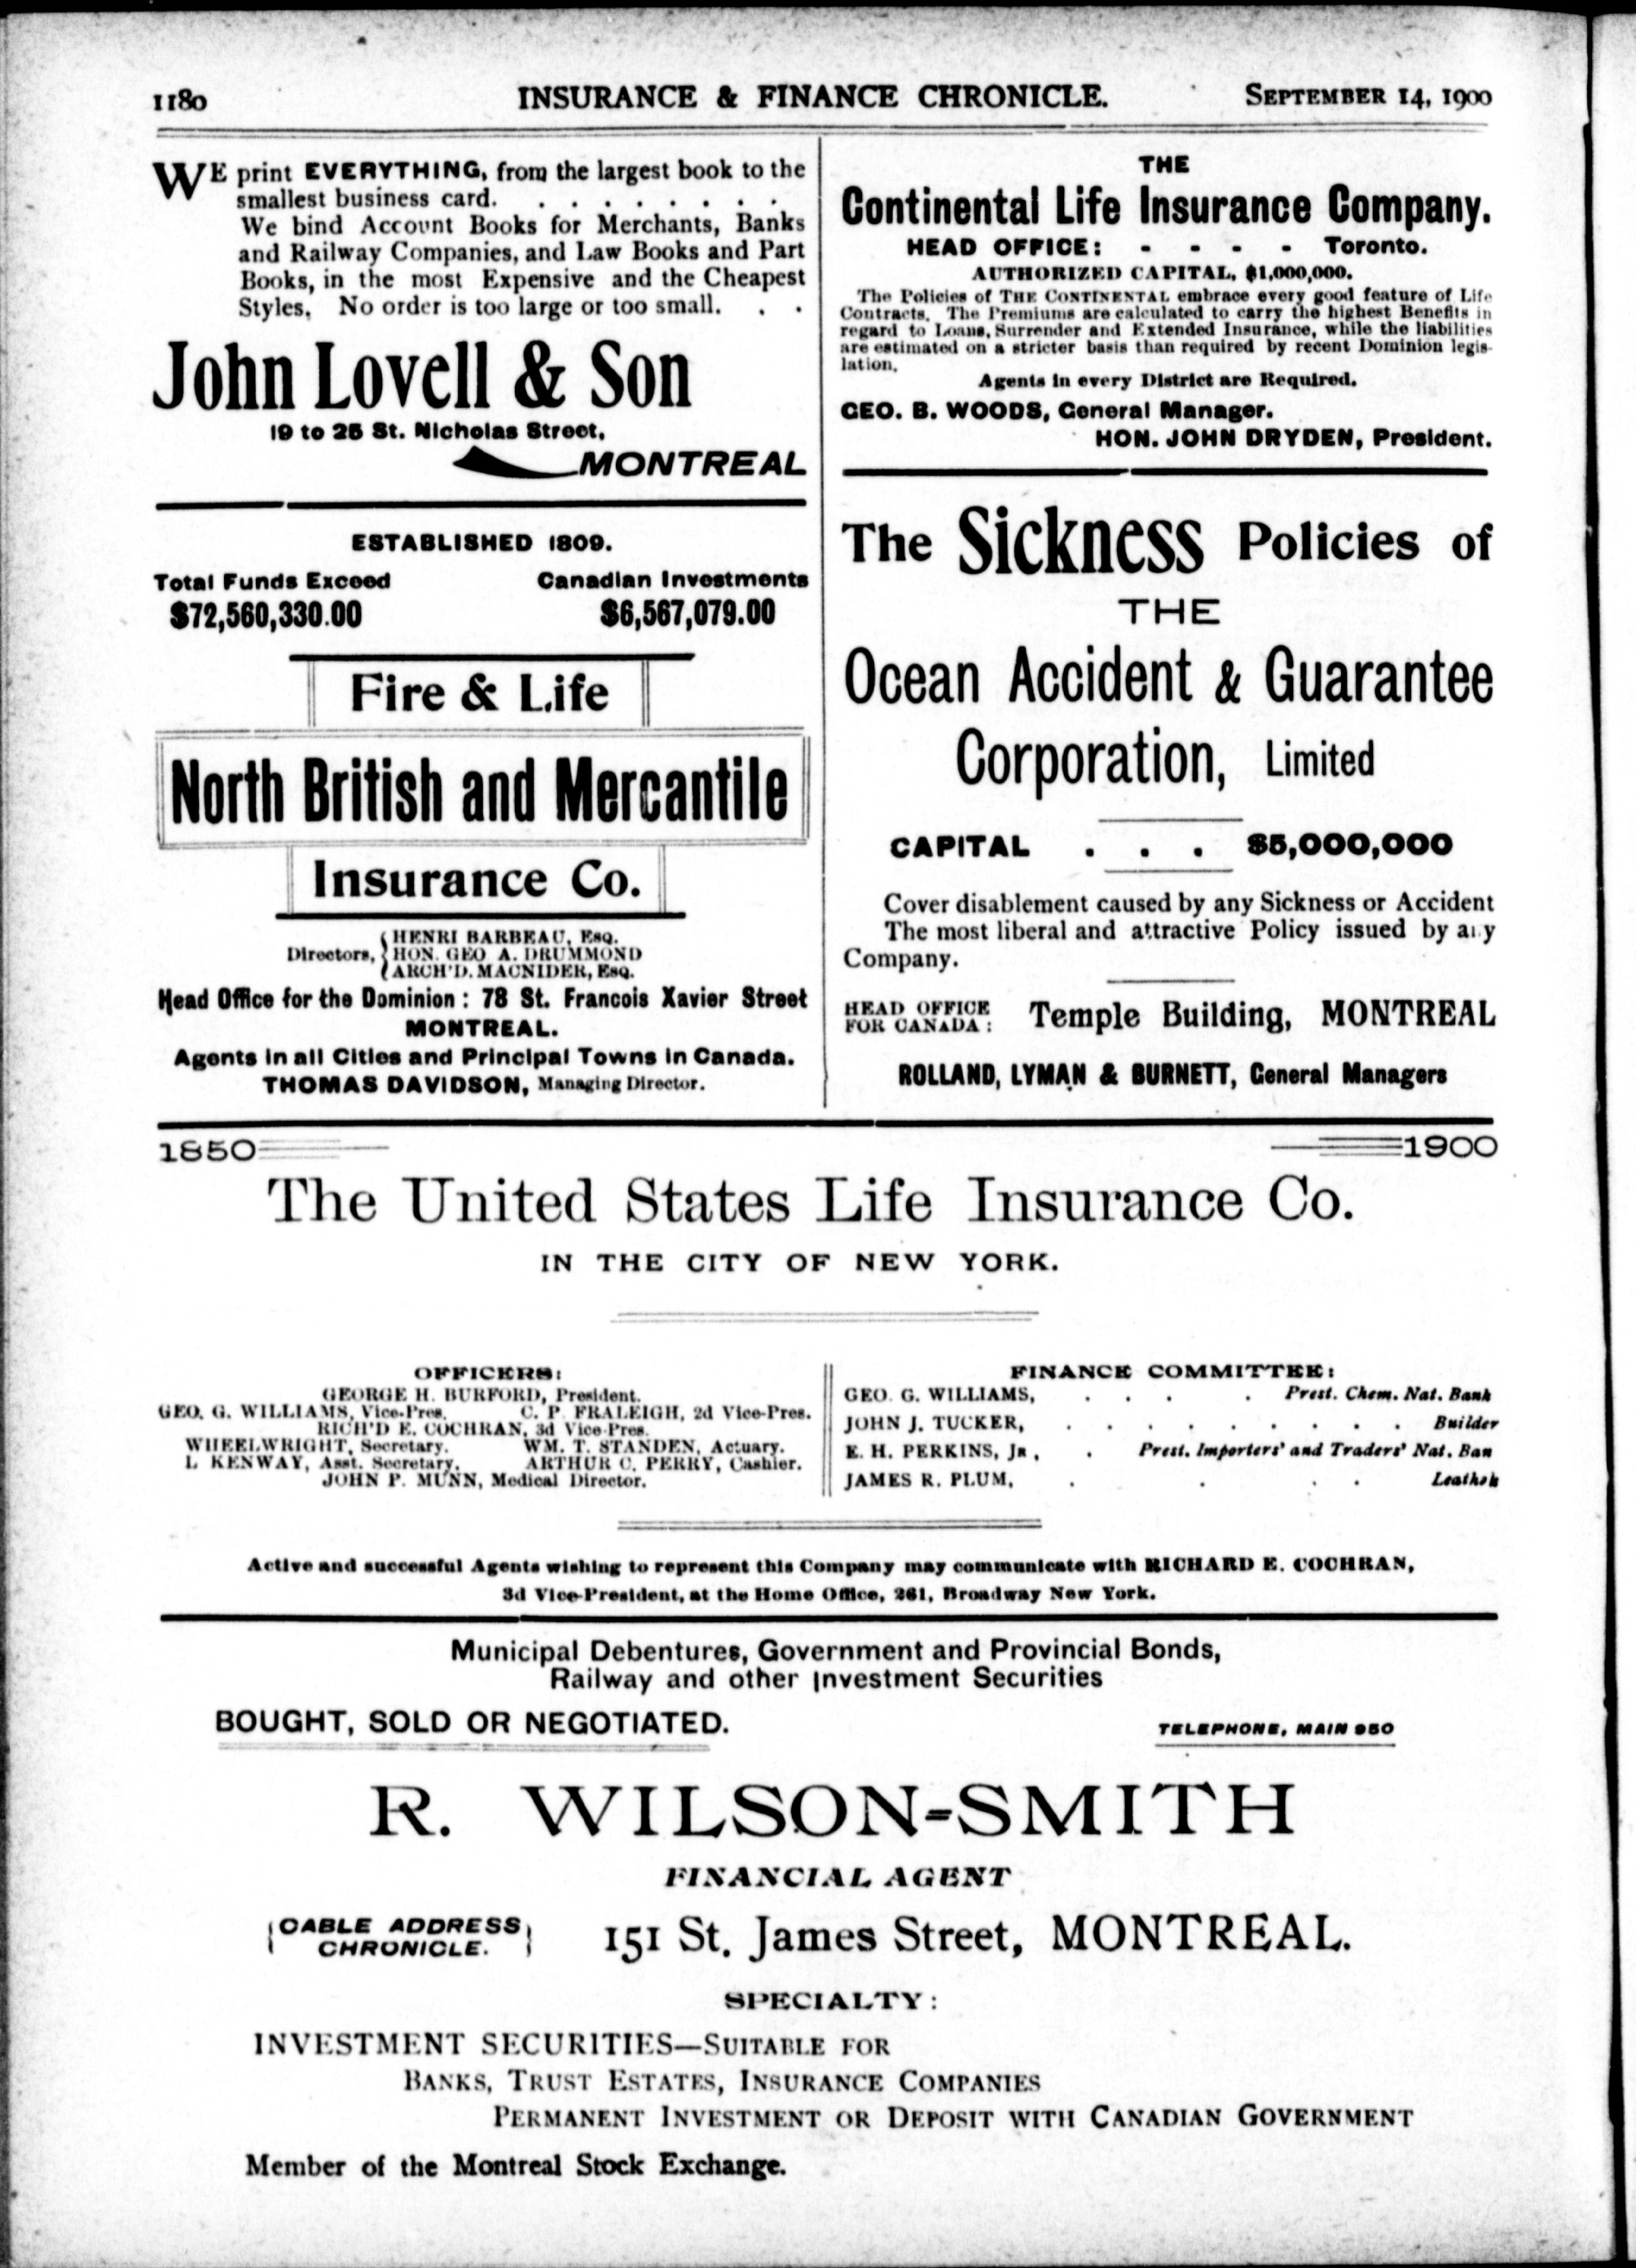 1180 INSURANCE & FINANCE CHRONICLE. SEPTEMBER 14, 1900
WE print EVERYTHING, from the largest book to the
smallest business card. . . . . . . . .
We bind Account Books for Merchants, Banks
and Railway Companies, and Law Books and Part
Books, in the most Expensive and the Cheapest
Styles. No order is too large or too small. . .
John Lovell & Son
19 to 25 St. Nicholas Street,
MONTREAL
ESTABLISHED 1809.
Total Funds Exceed Canadian Investments
$72,560,330.00 $6,567,079.00
Fire & Life
North British and Mercantile
Insurance Co.
Directors, { HENRI BARBEAU, Esq.
HON. GEO A. DRUMMOND
ARCH'D. MACNIDER, Esq.
Head Office for the Dominion : 78 St. Francois Xavier Street
MONTREAL.
Agents in all Cities and Principal Towns in Canada.
THOMAS DAVIDSON, Managing Director.
THE
Continental Life Insurance Company.
HEAD OFFICE: - - - - Toronto.
AUTHORIZED CAPITAL, $1,000,000.
The Policies of THE CONTINENTAL embrace every good feature of Life
Contracts. The Premiums are calculated to carry the highest Benefits in
regard to Loans, Surrender and Extended Insurance, while the liabilities
are estimated on a stricter basis than required by recent Dominion legis-
lation.
Agents in every District are Required.
GEO. B. WOODS, General Manager.
HON. JOHN DRYDEN, President.
The Sickness Policies of
THE
Ocean Accident & Guarantee
Corporation, Limited
CAPITAL . . . $5,000,000
Cover disablement caused by any Sickness or Accident
The most liberal and attractive Policy issued by any
Company.
HEAD OFFICE
FOR CANADA : Temple Building, MONTREAL
ROLLAND, LYMAN & BURNETT, General Managers
1850 1900
The United States Life Insurance Co.
IN THE CITY OF NEW YORK.
OFFICERS:
GEORGE H. BURFORD, President.
GEO. G. WILLIAMS, Vice-Pres. C. P. FRALEIGH, 2d Vice-Pres.
RICH'D E. COCHRAN, 3d Vice-Pres.
WHEELWRIGHT, Secretary. WM. T. STANDEN, Actuary.
L KENWAY, Asst. Secretary. ARTHUR C. PERRY, Cashier.
JOHN P. MUNN, Medical Director.
FINANCE COMMITTEE:
GEO. G. WILLIAMS, . . . . Prest. Chem. Nat. Bank
JOHN J. TUCKER, . . . . . . . . . . Builder
E. H. PERKINS, JR, . Prest. Importers' and Traders' Nat. Ban
JAMES R. PLUM, . . . .
Active and successful Agents wishing to represent this Company may communicate with RICHARD E. COCHRAN,
3d Vice-President, at the Home Office, 261, Broadway New York.
Municipal Debentures, Government and Provincial Bonds,
Railway and other Investment Securities
BOUGHT, SOLD OR NEGOTIATED. TELEPHONE, MAIN 950
R. WILSON-SMITH
FINANCIAL AGENT
CABLE ADDRESS
CHRONICLE. 151 St. James Street, MONTREAL.
SPECIALTY :
INVESTMENT SECURITIES—SUITABLE FOR
BANKS, TRUST ESTATES, INSURANCE COMPANIES
PERMANENT INVESTMENT OR DEPOSIT WITH CANADIAN GOVERNMENT
Member of the Montreal Stock Exchange.